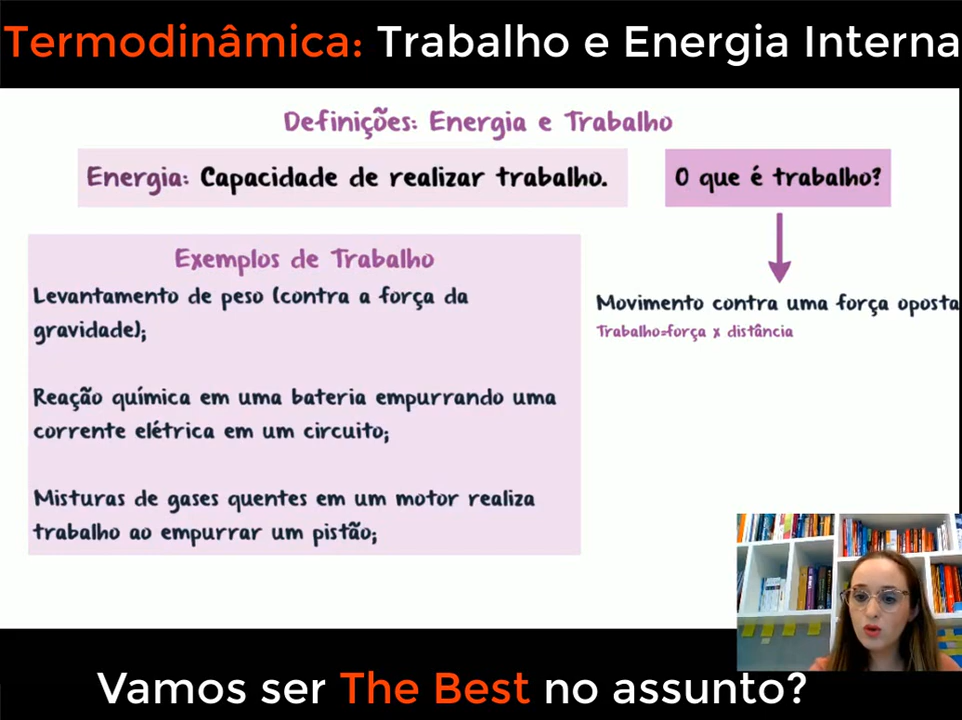 Termodinâmica: Trabalho e Energia Interna
Definições: Energia e Trabalho
Energia: Capacidade de realizar trabalho.
O que é trabalho?
Exemplos de Trabalho
Levantamento de peso (contra a força da
gravidade);
Reação química em uma bateria empurrando uma
corrente elétrica em um circuito;
Misturas de gases quentes em um motor realiza
trabalho ao empurrar um pistão;
Movimento contra uma força oposta
Trabalho=força x distância
Vamos ser The Best no assunto?